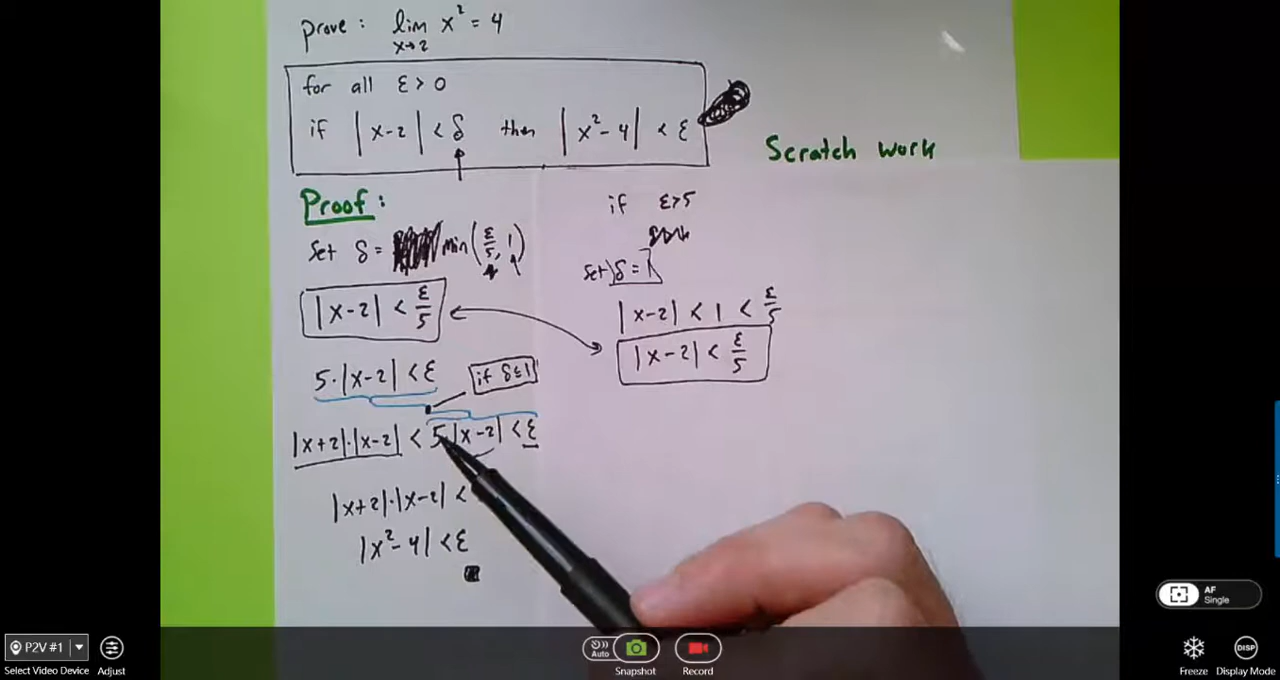 prove: lim x² = 4
x→2
for all ε > 0
if |x-2| < δ then |x²-4| < ε
Scratch work
Proof:
Set δ = min(ε/5, 1)
|x-2| < ε/5
5·|x-2| < ε
if δ ≤ 1
|x+2|·|x-2| < 5·|x-2| < ε
|x+2|·|x-2| <
|x²-4| < ε
if ε>5
set δ = 1
|x-2| < 1 < ε/5
|x-2| < ε/5
AF
Single
P2V #1
Select Video Device
Adjust
Auto
Snapshot
Record
Freeze
DISP
Display Mode